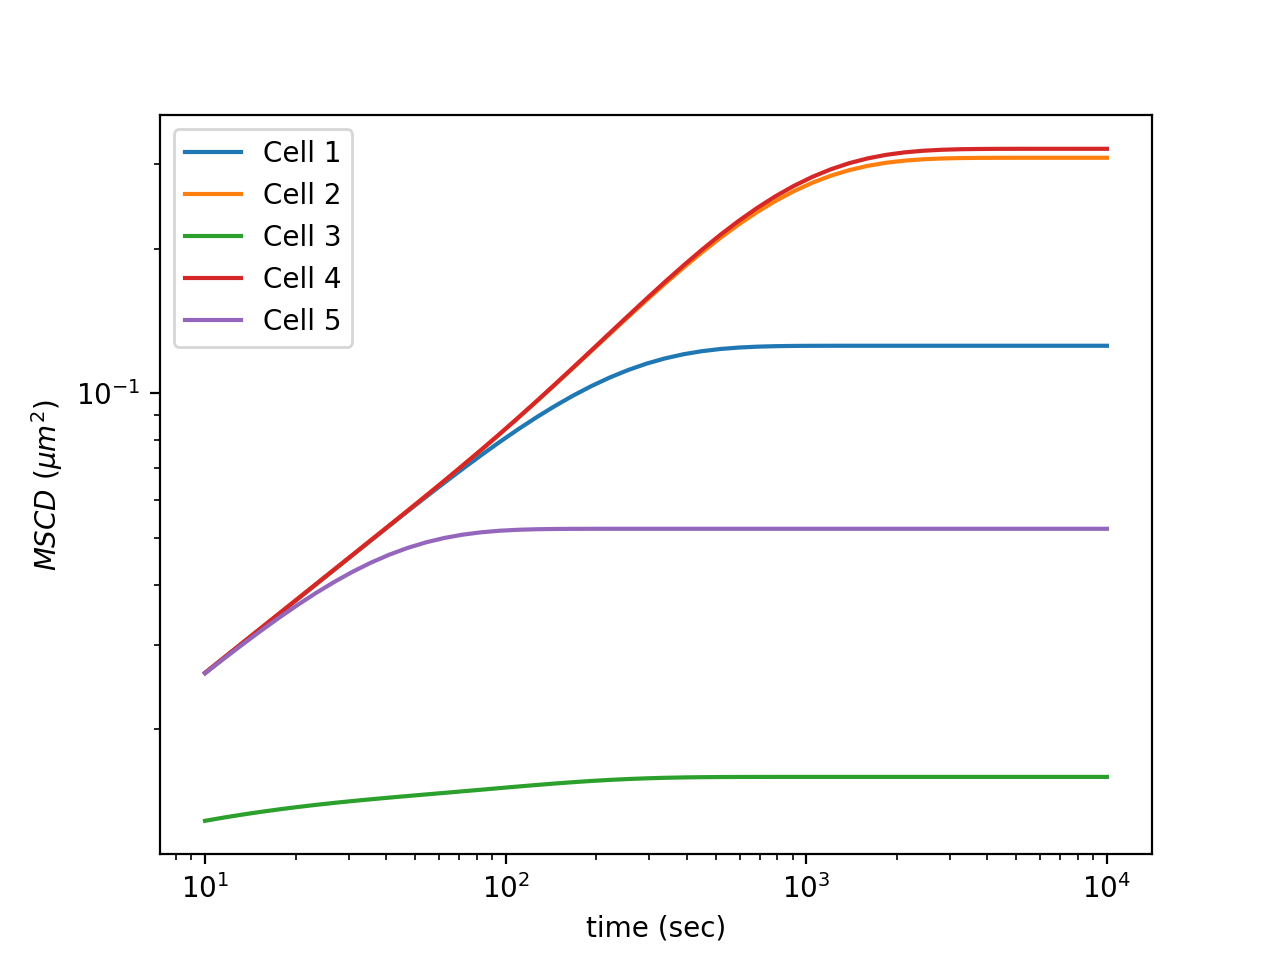 Cell 1
Cell 2
Cell 3
Cell 4
Cell 5
10⁻¹
MSCD (μm²)
10¹ 10² 10³ 10⁴
time (sec)